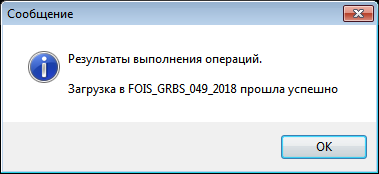 Сообщение
Результаты выполнения операций.
Загрузка в FOIS_GRBS_049_2018 прошла успешно
OK